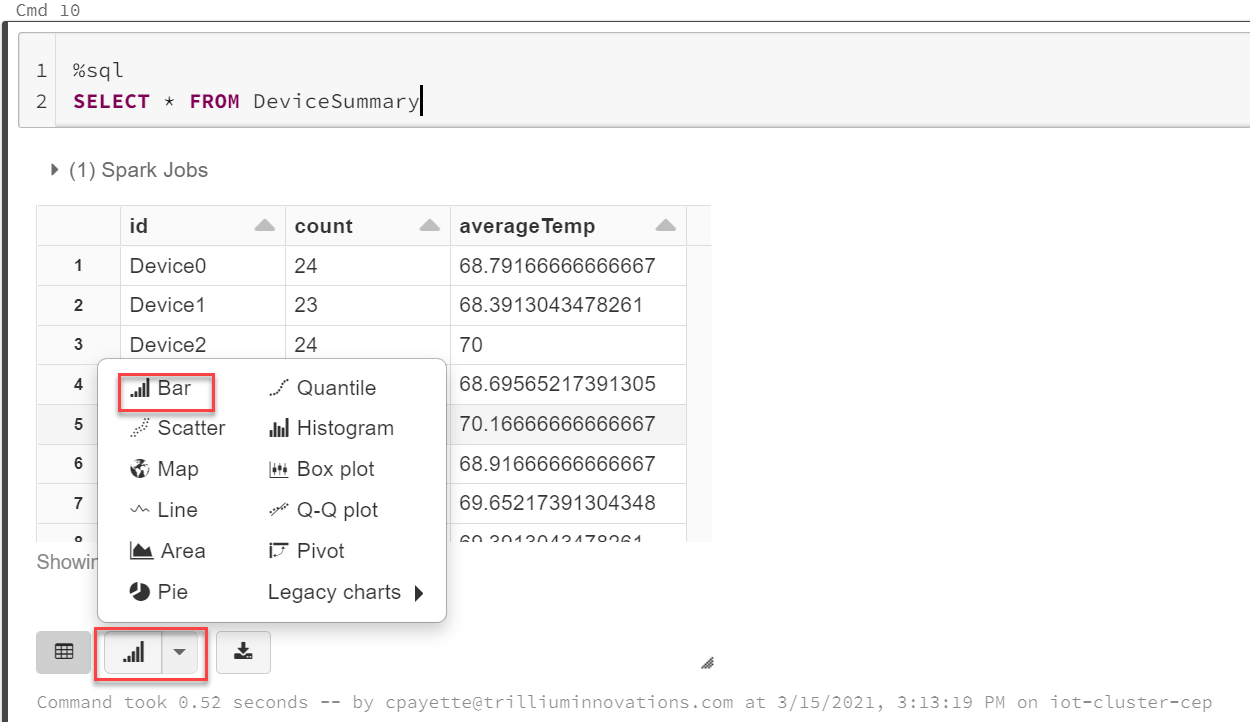 Cmd 10
1 %sql
2 SELECT * FROM DeviceSummary
(1) Spark Jobs
id count averageTemp
1 Device0 24 68.79166666666667
2 Device1 23 68.3913043478261
3 Device2 24 70
4 68.69565217391305
5 70.16666666666667
6 68.91666666666667
7 69.65217391304348
8 69.3913043478261
Bar Quantile
Scatter Histogram
Map Box plot
Line Q-Q plot
Area Pivot
Pie Legacy charts
Showin
Command took 0.52 seconds -- by cpayette@trilliuminnovations.com at 3/15/2021, 3:13:19 PM on iot-cluster-cep